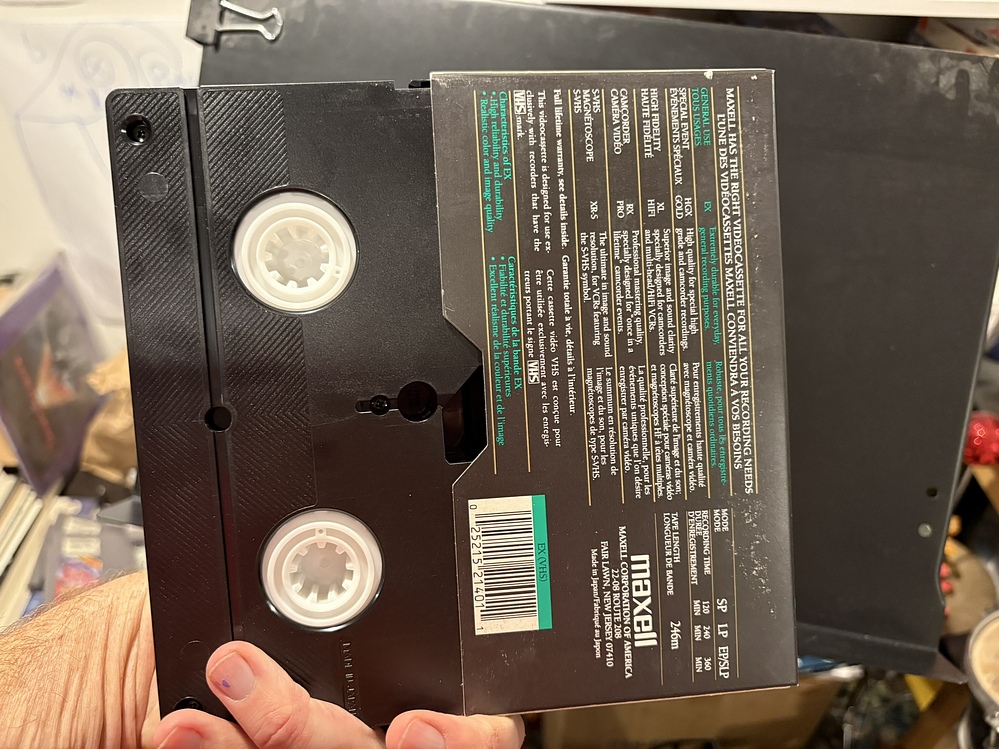 MAXELL HAS THE RIGHT VIDEOCASSETTE FOR ALL YOUR RECORDING NEEDS
L'UNE DES VIDÉOCASSETTES MAXELL CONVIENDRA À VOS BESOINS
GENERAL USE
TOUS USAGES
EX
Extremely durable for everyday,
general recording purposes.
Robuste, pour tous les enregistre-
ments quotidiens ordinaires.
SPECIAL EVENT
ÉVÉNEMENTS SPÉCIAUX
HGX
GOLD
High quality for special high
grade and camcorder recordings.
Pour enregistrements haute qualité
avec magnétoscope et caméra vidéo.
HIGH FIDELITY
HAUTE FIDÉLITÉ
XL
HIFI
Superior image and sound clarity
specially designed for camcorders
and multi-head/HiFi VCRs.
Clarté supérieure de l'image et du son;
conception spéciale pour caméras vidéo
et magnétoscopes HiFi têtes multiples.
CAMCORDER
CAMÉRA VIDÉO
RX
PRO
Professional mastering quality,
specially designed for "once in a
lifetime" camcorder events.
La qualité professionnelle, pour les
événements uniques que l'on désire
enregistrer par caméra vidéo.
S-VHS
MAGNÉTOSCOPE
S-VHS
XR-S
The ultimate in image and sound
resolution, for VCRs featuring
the S-VHS symbol.
Le summum en résolution de
l'image et du son, pour les
magnétoscopes de type S-VHS.
Full lifetime warranty, see details inside.
Garantie totale à vie, détails à l'intérieur.
This videocassette is designed for use ex-
clusively with recorders that have the
VHS mark.
Cette cassette vidéo VHS est conçue pour
être utilisée exclusivement avec les enregis-
treurs portant le signe VHS
Characteristics of EX
• High reliability and durability
• Realistic color and image quality
Caractéristiques de la bande EX
• Fiabilité et durabilité supérieures
• Excellent réalisme de la couleur et de l'image
MODE
MODE
SP
LP
EP/SLP
RECORDING TIME
DURÉE
D'ENREGISTREMENT
120
MIN
240
MIN
360
MIN
TAPE LENGTH
LONGUEUR DE BANDE
246m
maxell
MAXELL CORPORATION OF AMERICA
22-08 ROUTE 208
FAIR LAWN, NEW JERSEY 07410
Made in Japan/Fabriqué au Japon
EX (VHS)
0 25215 21401 1